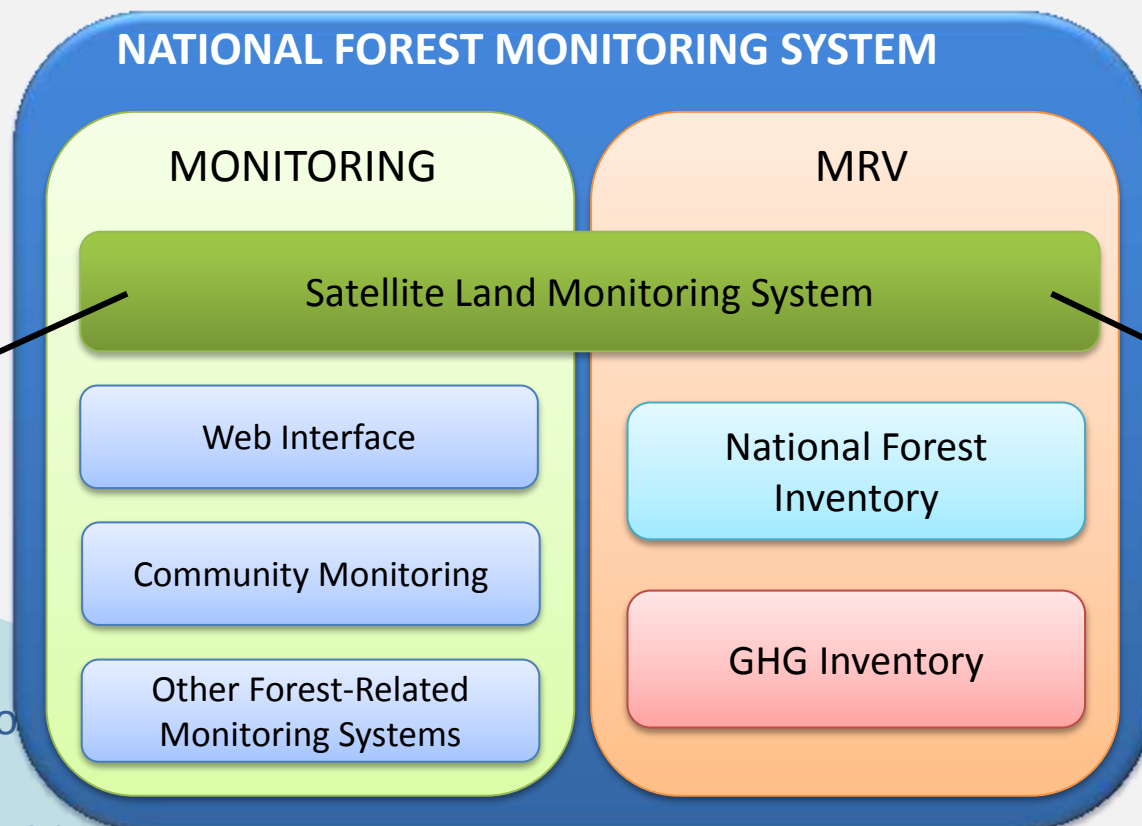 NATIONAL FOREST MONITORING SYSTEM
MONITORING
MRV
Satellite Land Monitoring System
Web Interface
Community Monitoring
Other Forest-Related
Monitoring Systems
National Forest
Inventory
GHG Inventory